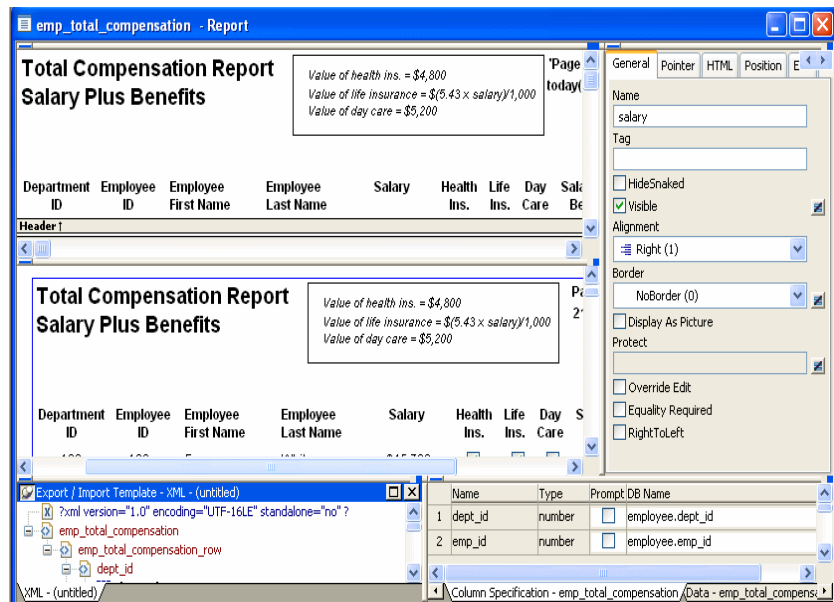 emp_total_compensation - Report
Total Compensation Report
Salary Plus Benefits
Value of health ins. = $4,800
Value of life insurance = $(5.43 x salary)/1,000
Value of day care = $5,200
'Page
today(
Department ID
Employee ID
Employee First Name
Employee Last Name
Salary
Health Ins.
Life Ins.
Day Care
Sala
Be
Header↑
Total Compensation Report
Salary Plus Benefits
Value of health ins. = $4,800
Value of life insurance = $(5.43 x salary)/1,000
Value of day care = $5,200
Pa
2
Department ID
Employee ID
Employee First Name
Employee Last Name
Salary
Health Ins.
Life Ins.
Day Care
S
General Pointer HTML Position E
Name
salary
Tag
HideSnaked
Visible
Alignment
Right (1)
Border
NoBorder (0)
Display As Picture
Protect
Override Edit
Equality Required
RightToLeft
Export / Import Template - XML - (untitled)
?xml version="1.0" encoding="UTF-16LE" standalone="no" ?
emp_total_compensation
emp_total_compensation_row
dept_id
XML - (untitled)
Name Type Prompt DB Name
1 dept_id number employee.dept_id
2 emp_id number employee.emp_id
Column Specification - emp_total_compensation Data - emp_total_compensa